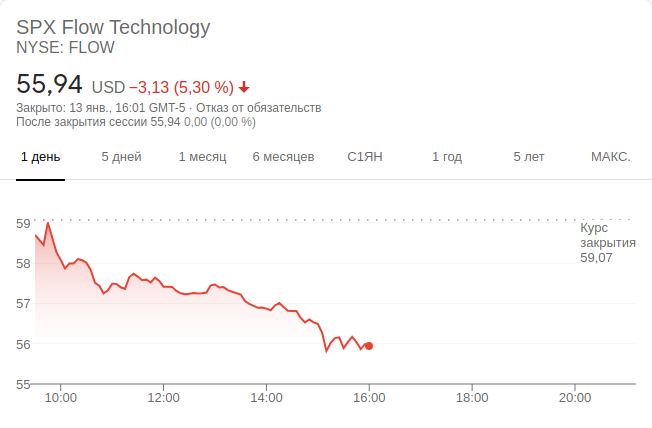 SPX Flow Technology
NYSE: FLOW
55,94 USD −3,13 (5,30 %)
Закрыто: 13 янв., 16:01 GMT-5 · Отказ от обязательств
После закрытия сессии 55,94 0,00 (0,00 %)
1 день 5 дней 1 месяц 6 месяцев С1ЯН 1 год 5 лет МАКС.
59
Курс
закрытия
59,07
58
57
56
55
10:00 12:00 14:00 16:00 18:00 20:00